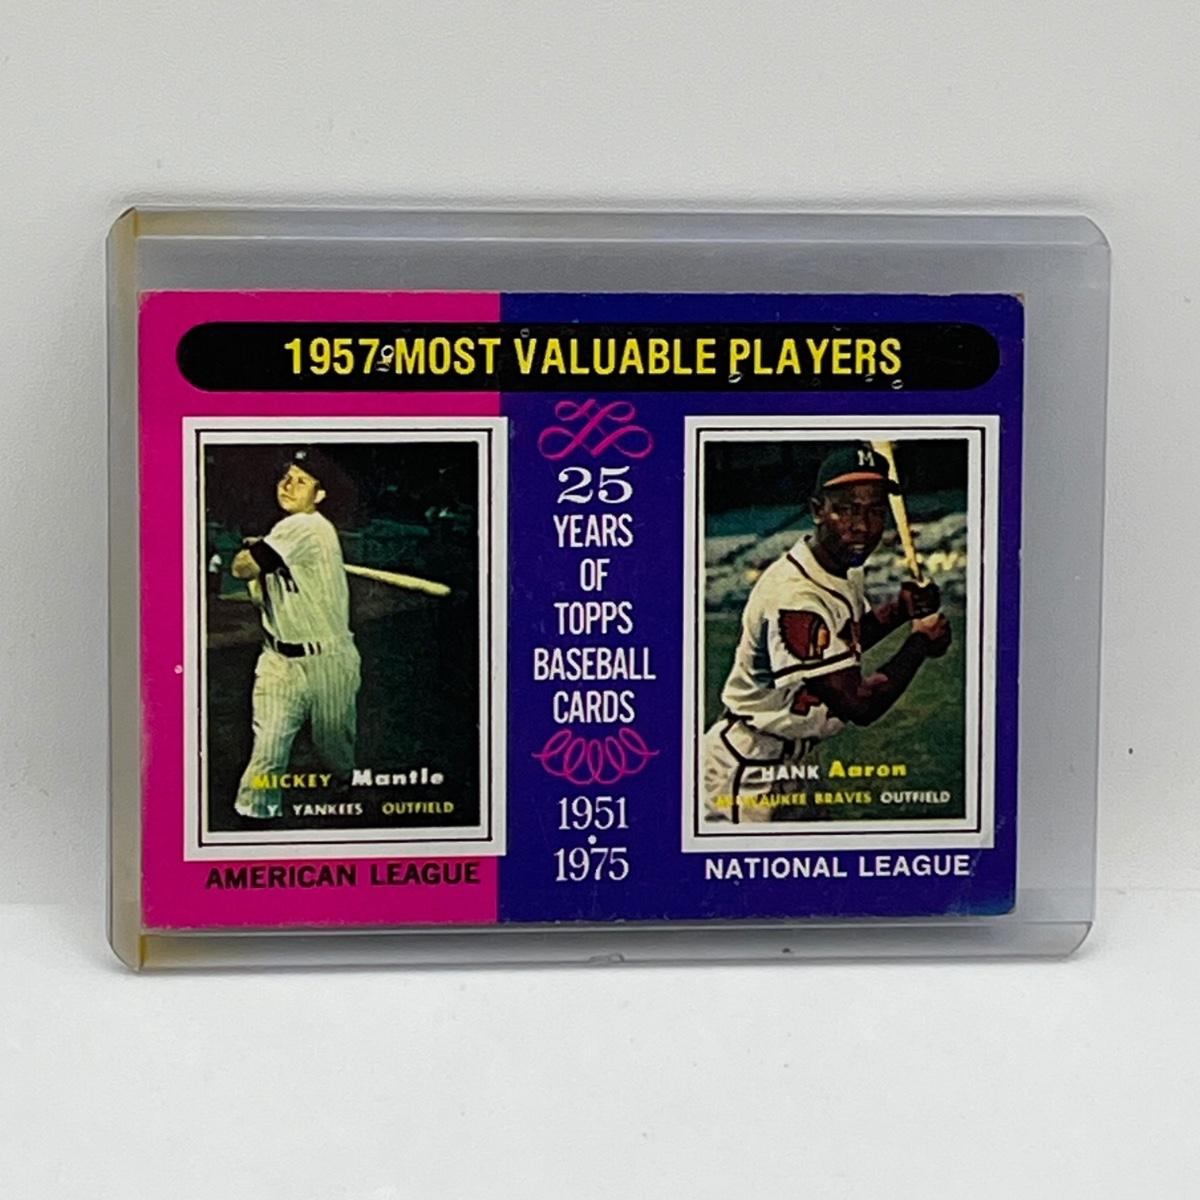 1957 MOST VALUABLE PLAYERS
25
YEARS
OF
TOPPS
BASEBALL
CARDS
1951
•
1975
MICKEY Mantle
Y. YANKEES OUTFIELD
AMERICAN LEAGUE
M
HANK Aaron
MILWAUKEE BRAVES OUTFIELD
NATIONAL LEAGUE